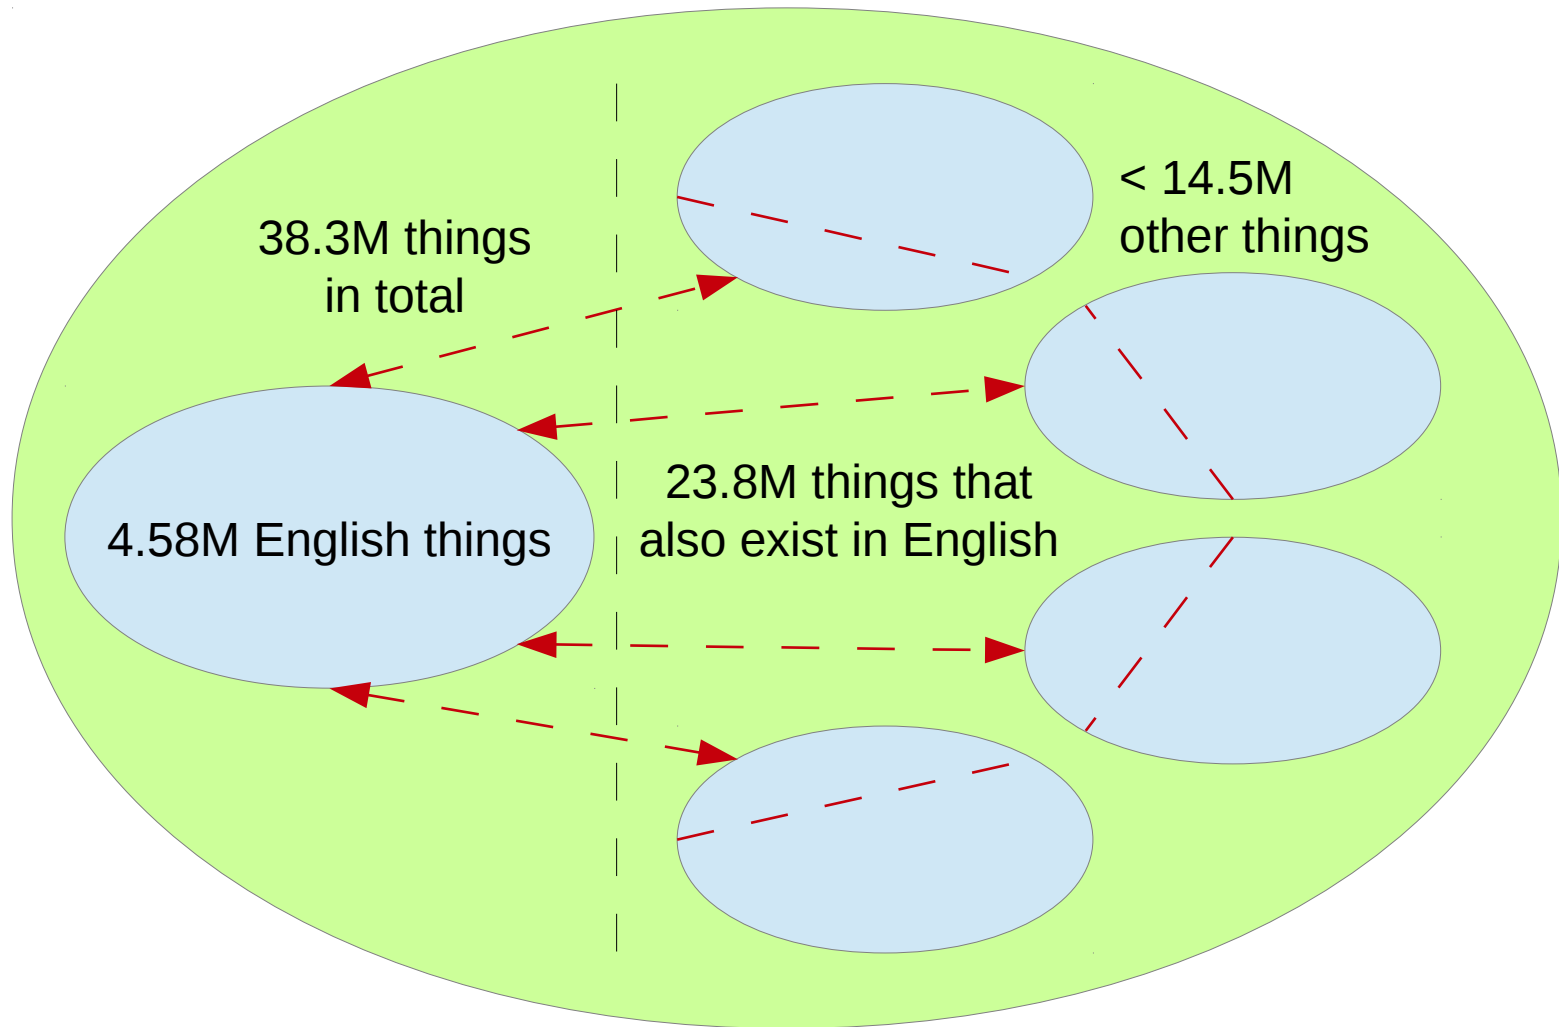 38.3M things
in total
< 14.5M
other things
4.58M English things
23.8M things that
also exist in English